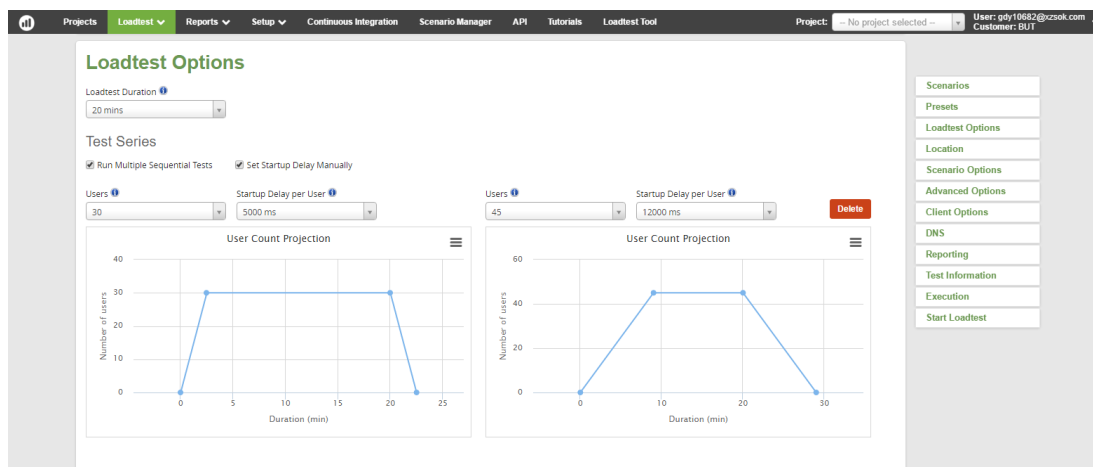 Projects Loadtest Reports Setup Continuous Integration Scenario Manager API Tutorials Loadtest Tool Project: -- No project selected -- User: gdy10682@xzsok.com
Customer: BUT
Loadtest Options
Loadtest Duration
20 mins
Test Series
Run Multiple Sequential Tests Set Startup Delay Manually
Users Startup Delay per User
30 5000 ms
User Count Projection
40
30
20
10
0
Number of users
0 5 10 15 20 25
Duration (min)
Users Startup Delay per User
45 12000 ms Delete
User Count Projection
60
40
20
0
Number of users
0 10 20 30
Duration (min)
Scenarios
Presets
Loadtest Options
Location
Scenario Options
Advanced Options
Client Options
DNS
Reporting
Test Information
Execution
Start Loadtest